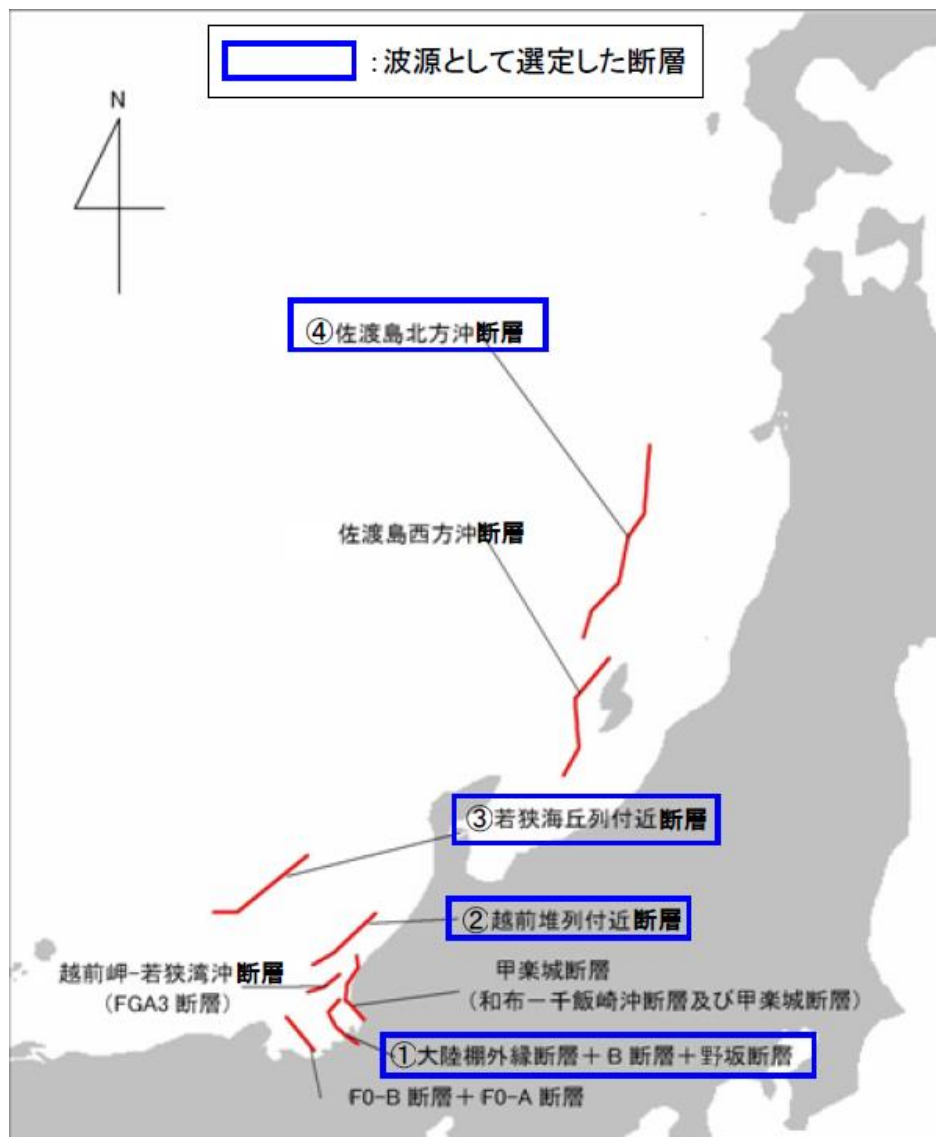 ：波源として選定した断層
N
④佐渡島北方沖断層
佐渡島西方沖断層
③若狭海丘列付近断層
②越前堆列付近断層
越前岬−若狭湾沖断層
（FGA3 断層）
甲楽城断層
（和布－干飯崎沖断層及び甲楽城断層）
①大陸棚外縁断層＋B 断層＋野坂断層
F0-B 断層＋F0-A 断層